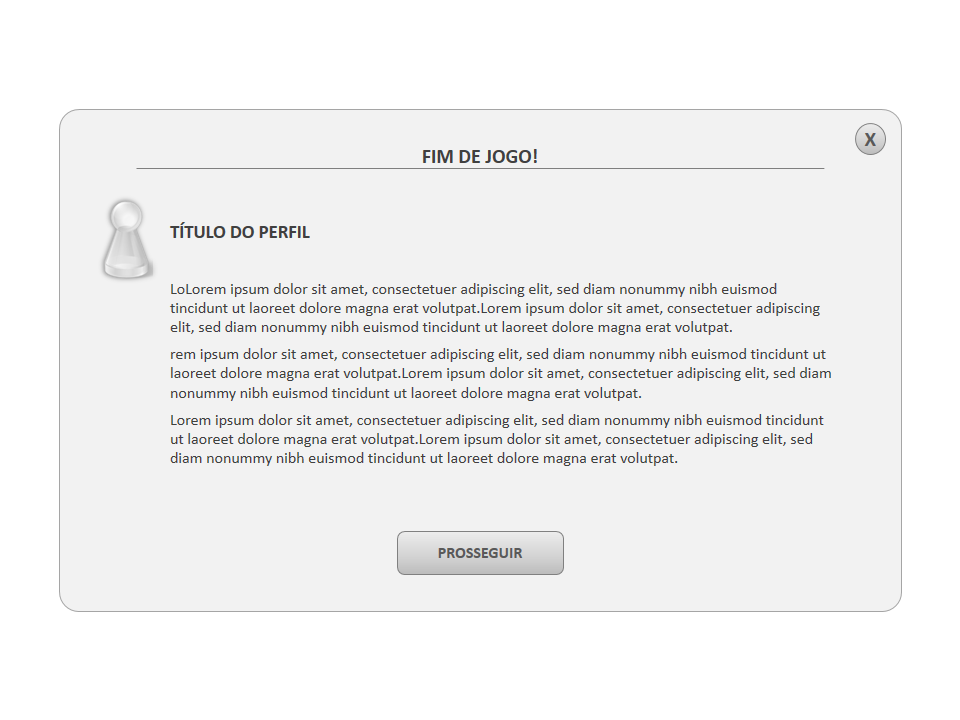 FIM DE JOGO!
X
TÍTULO DO PERFIL
LoLorem ipsum dolor sit amet, consectetuer adipiscing elit, sed diam nonummy nibh euismod
tincidunt ut laoreet dolore magna erat volutpat.Lorem ipsum dolor sit amet, consectetuer adipiscing
elit, sed diam nonummy nibh euismod tincidunt ut laoreet dolore magna erat volutpat.
rem ipsum dolor sit amet, consectetuer adipiscing elit, sed diam nonummy nibh euismod tincidunt ut
laoreet dolore magna erat volutpat.Lorem ipsum dolor sit amet, consectetuer adipiscing elit, sed diam
nonummy nibh euismod tincidunt ut laoreet dolore magna erat volutpat.
Lorem ipsum dolor sit amet, consectetuer adipiscing elit, sed diam nonummy nibh euismod tincidunt
ut laoreet dolore magna erat volutpat.Lorem ipsum dolor sit amet, consectetuer adipiscing elit, sed
diam nonummy nibh euismod tincidunt ut laoreet dolore magna erat volutpat.
PROSSEGUIR